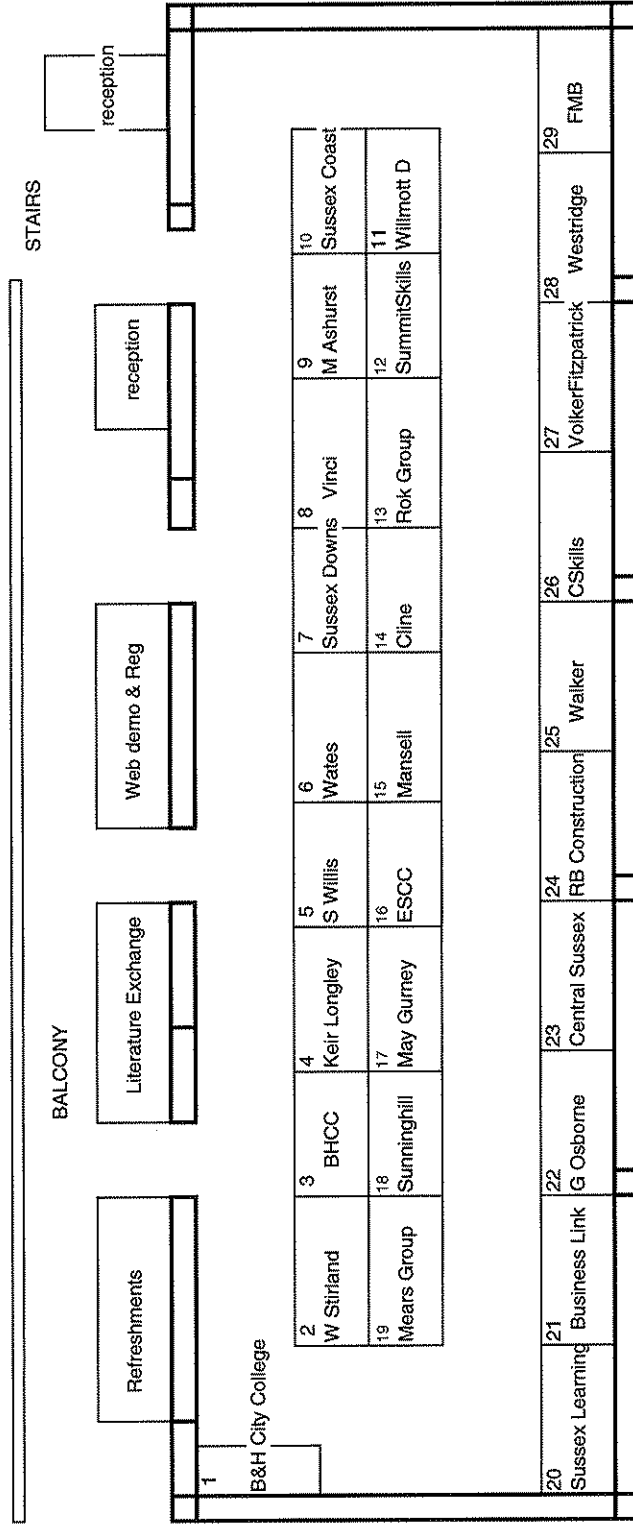 STAIRS
BALCONY
Refreshments
Literature Exchange
Web demo & Reg
reception
reception
1
B&H City College
2
W Stirland
3
BHCC
4
Keir Longley
5
S Willis
6
Wates
7
Sussex Downs
8
Vinci
9
M Ashurst
10
Sussex Coast
19
Mears Group
18
Sunninghill
17
May Gurney
16
ESCC
15
Mansell
14
Cline
13
Rok Group
12
SummitSkills
11
Willmott D
20
Sussex Learning
21
Business Link
22
G Osborne
23
Central Sussex
24
RB Construction
25
Walker
26
CSkills
27
VolkerFitzpatrick
28
Westridge
29
FMB